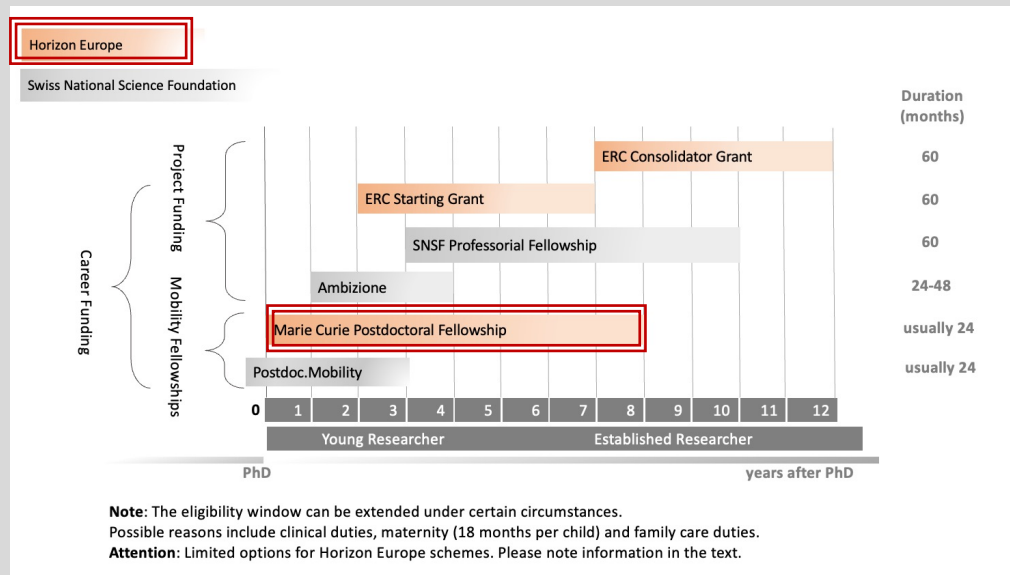 Horizon Europe
Swiss National Science Foundation
Duration
(months)
Project Funding
ERC Consolidator Grant
60
ERC Starting Grant
60
SNSF Professorial Fellowship
60
Career Funding
Ambizione
24-48
Mobility Fellowships
Marie Curie Postdoctoral Fellowship
usually 24
Postdoc.Mobility
usually 24
0 1 2 3 4 5 6 7 8 9 10 11 12
Young Researcher Established Researcher
PhD years after PhD
Note: The eligibility window can be extended under certain circumstances.
Possible reasons include clinical duties, maternity (18 months per child) and family care duties.
Attention: Limited options for Horizon Europe schemes. Please note information in the text.